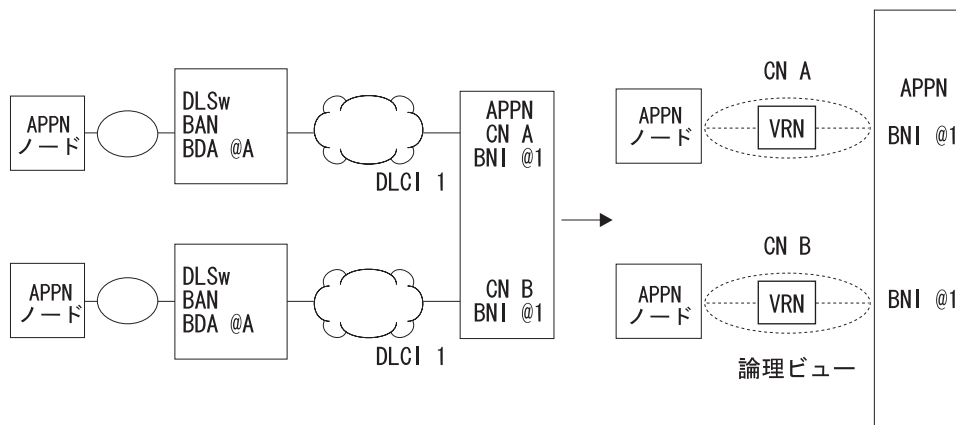 APPN
ノード
DLSw
BAN
BDA @A
DLCI 1
APPN
CN A
BNI @1
APPN
ノード
DLSw
BAN
BDA @A
DLCI 1
CN B
BNI @1
CN A
APPN
ノード
VRN
APPN
BNI @1
CN B
APPN
ノード
VRN
BNI @1
論理ビュー